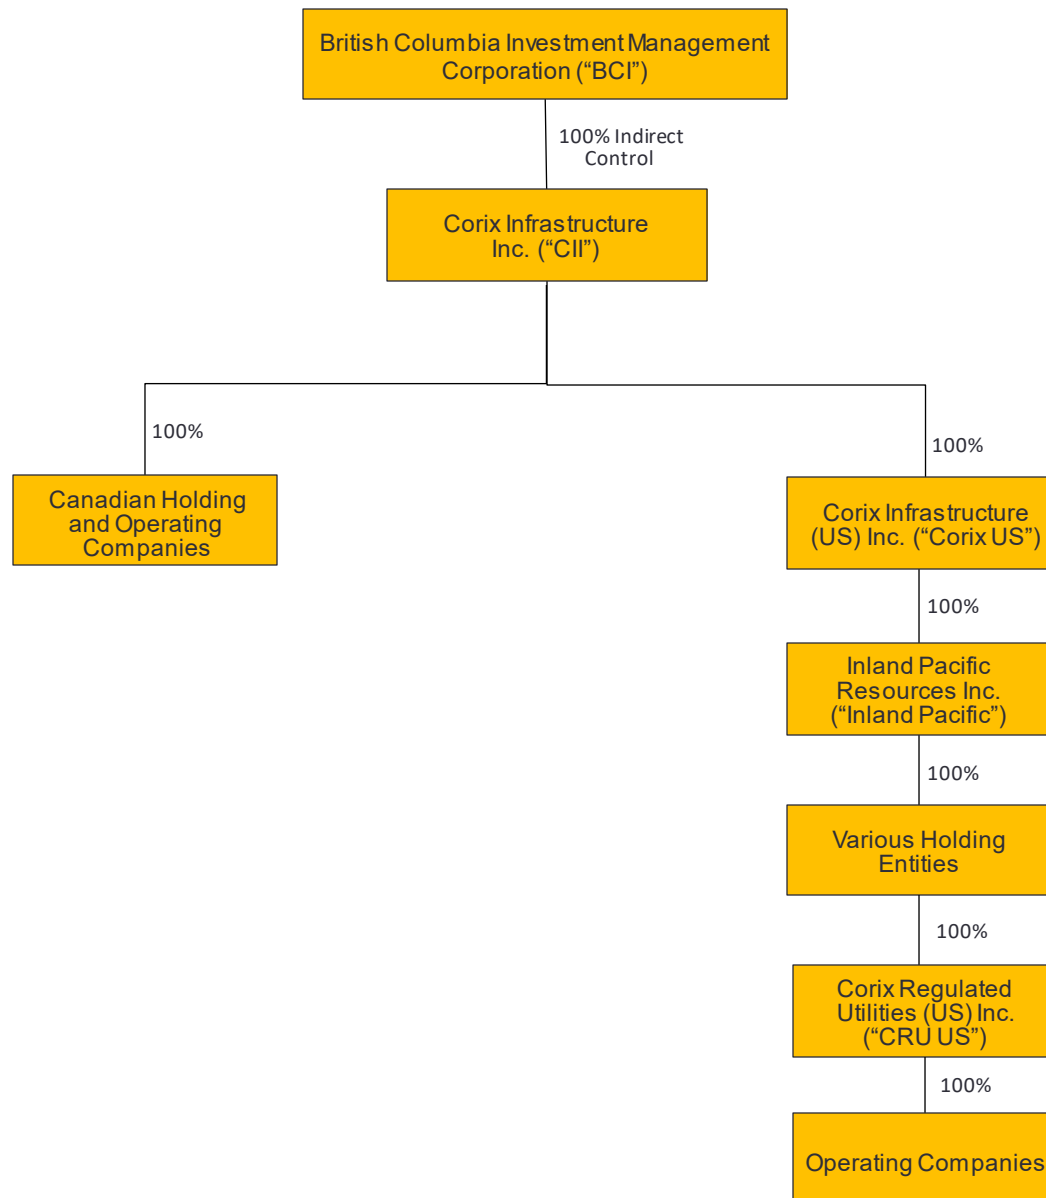 British Columbia Investment Management
Corporation (“BCI”)
100% Indirect
Control
Corix Infrastructure
Inc. (“CII”)
100%
100%
Canadian Holding
and Operating
Companies
Corix Infrastructure
(US) Inc. (“Corix US”)
100%
Inland Pacific
Resources Inc.
(“Inland Pacific”)
100%
Various Holding
Entities
100%
Corix Regulated
Utilities (US) Inc.
(“CRU US”)
100%
Operating Companies